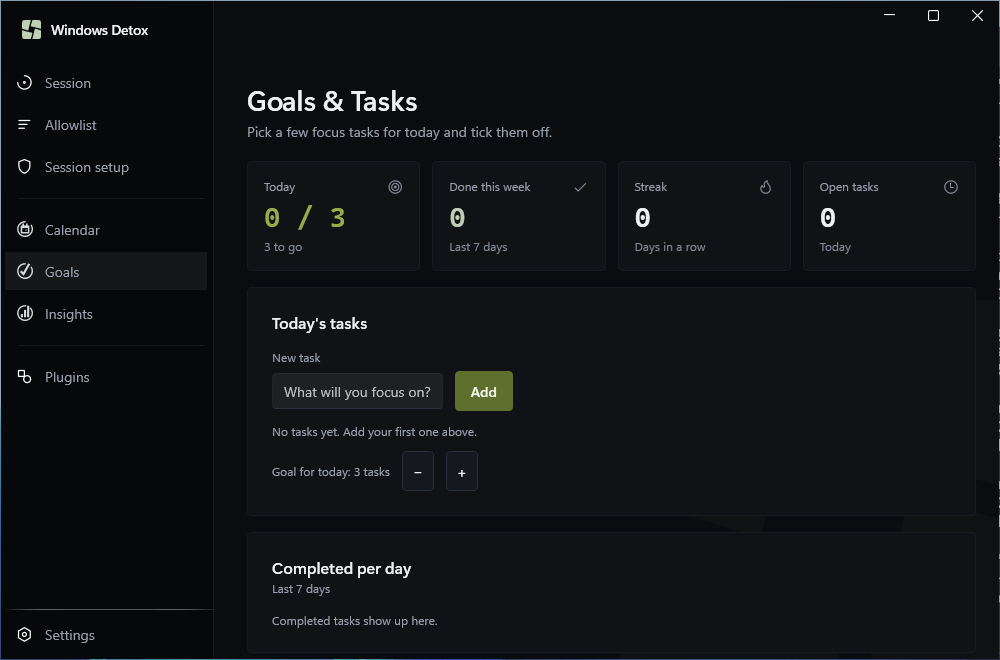 Windows Detox
Session
Allowlist
Session setup
Calendar
Goals
Insights
Plugins
Settings
Goals & Tasks
Pick a few focus tasks for today and tick them off.
Today
0 / 3
3 to go
Done this week
0
Last 7 days
Streak
0
Days in a row
Open tasks
0
Today
Today's tasks
New task
What will you focus on?
Add
No tasks yet. Add your first one above.
Goal for today: 3 tasks
−
+
Completed per day
Last 7 days
Completed tasks show up here.